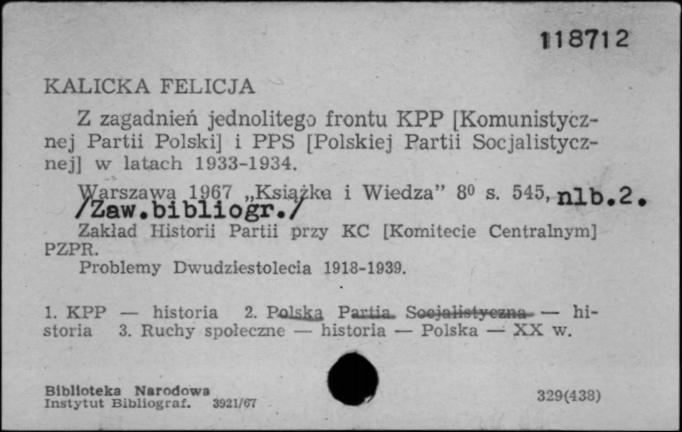 118712
KALICKA FELICJA
Z zagadnień jednolitego frontu KPP [Komunistycz-
nej Partii Polski] i PPS [Polskiej Partii Socjalistycz-
nej] w latach 1933-1934.
Warszawa 1967 „Książka i Wiedza” 8⁰ s. 545, nlb.2.
/Zaw.bibliogr./
Zakład Historii Partii przy KC [Komitecie Centralnym]
PZPR.
Problemy Dwudziestolecia 1918-1939.
1. KPP — historia 2. Polska Partia Socjalistyczna — hi-
storia 3. Ruchy społeczne — historia — Polska — XX w.
Biblioteka Narodowa
Instytut Bibliograf. 3921/67
329(438)